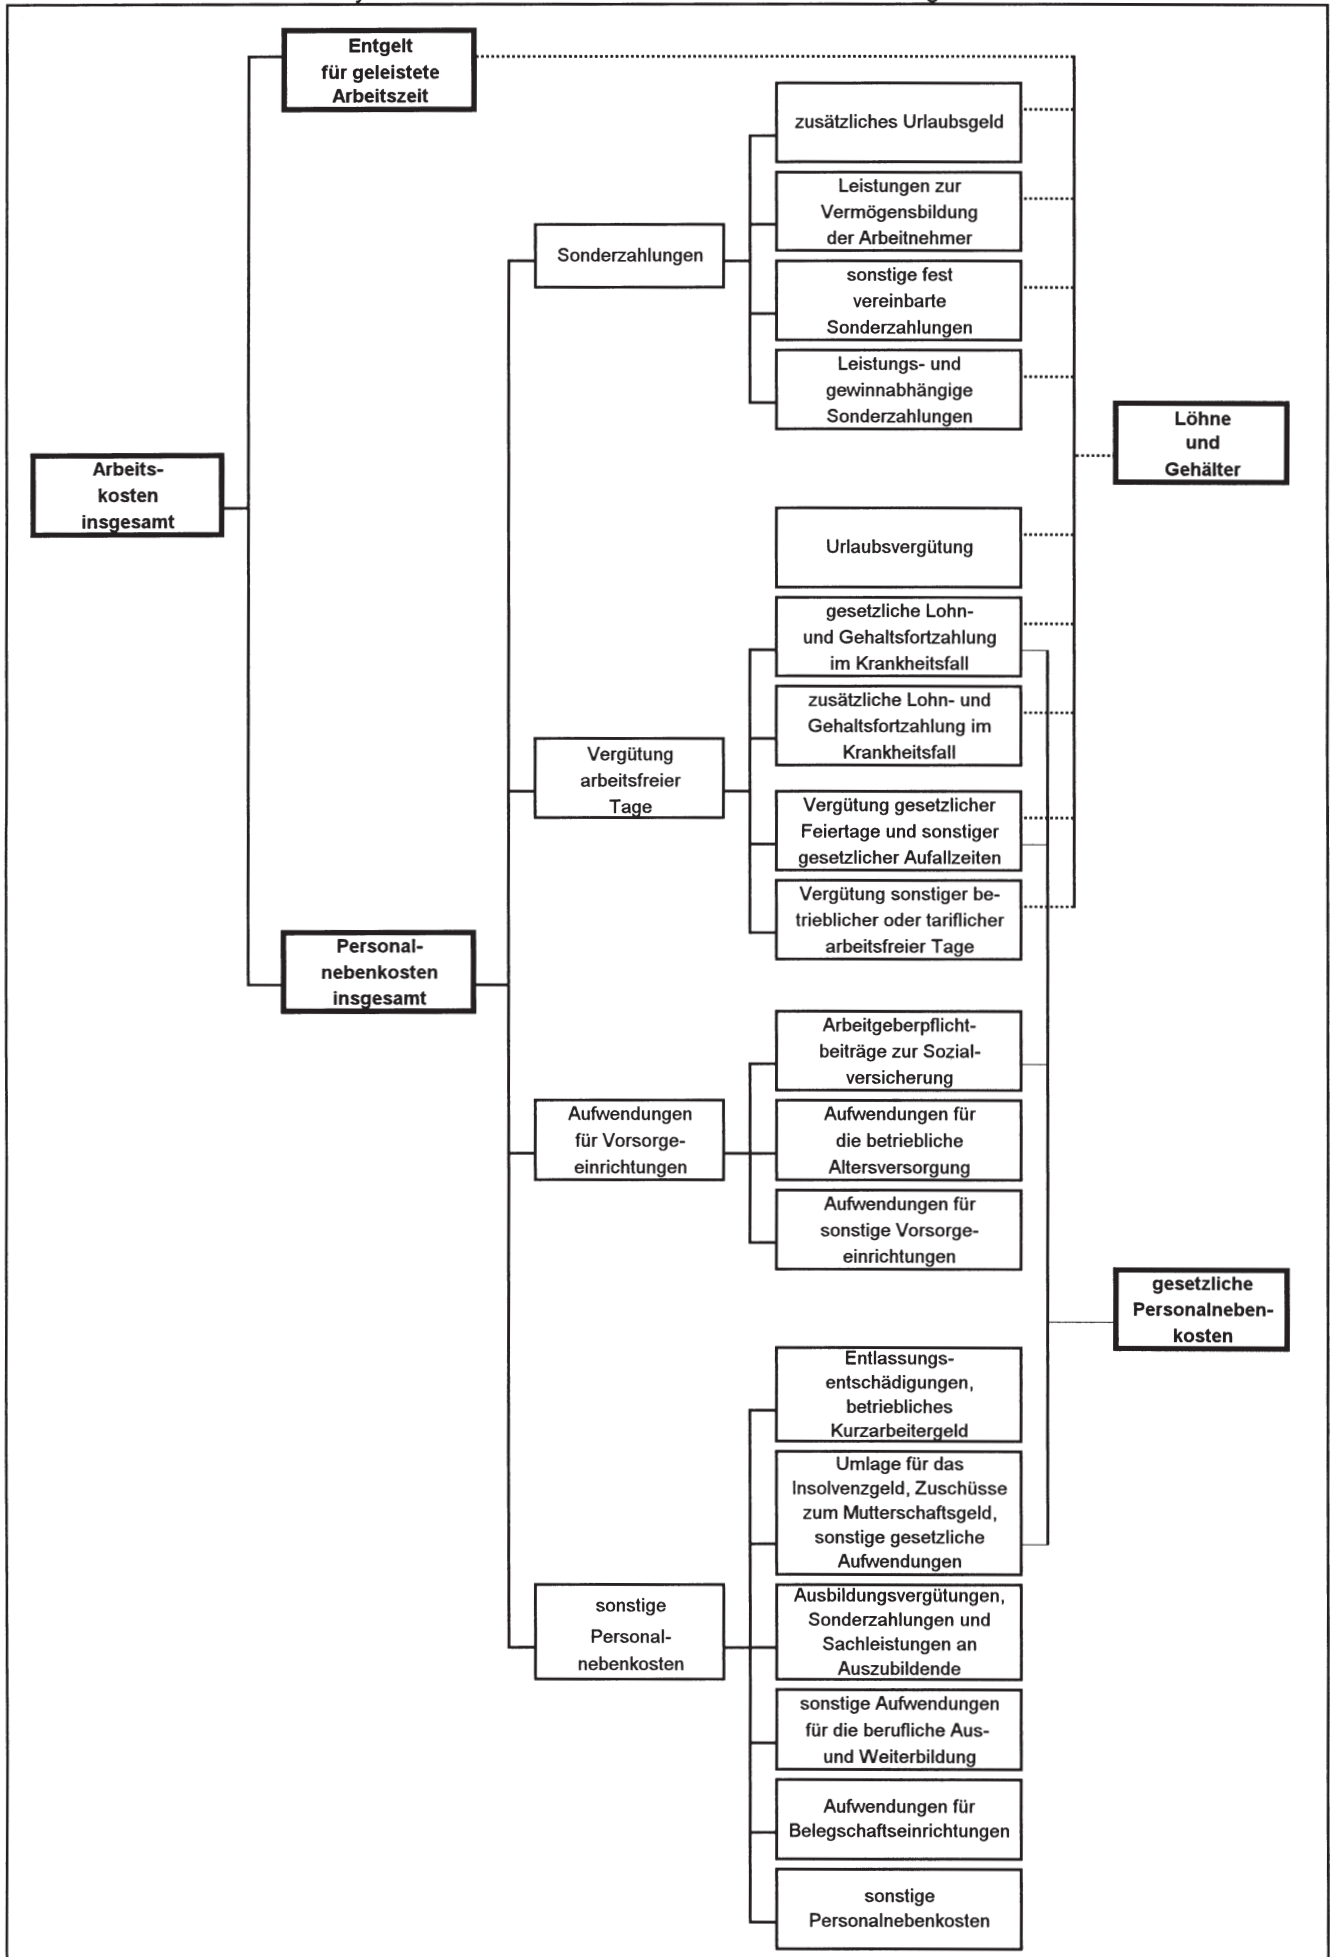 Entgelt
für geleistete
Arbeitszeit
zusätzliches Urlaubsgeld
Leistungen zur
Vermögensbildung
der Arbeitnehmer
Sonderzahlungen
sonstige fest
vereinbarte
Sonderzahlungen
Leistungs- und
gewinnabhängige
Sonderzahlungen
Löhne
und
Gehälter
Arbeits-
kosten
insgesamt
Urlaubsvergütung
gesetzliche Lohn-
und Gehaltsfortzahlung
im Krankheitsfall
zusätzliche Lohn- und
Gehaltsfortzahlung im
Krankheitsfall
Vergütung
arbeitsfreier
Tage
Vergütung gesetzlicher
Feiertage und sonstiger
gesetzlicher Aufallzeiten
Vergütung sonstiger be-
trieblicher oder tariflicher
arbeitsfreier Tage
Personal-
nebenkosten
insgesamt
Arbeitgeberpflicht-
beiträge zur Sozial-
versicherung
Aufwendungen
für Vorsorge-
einrichtungen
Aufwendungen für
die betriebliche
Altersversorgung
Aufwendungen für
sonstige Vorsorge-
einrichtungen
gesetzliche
Personalneben-
kosten
Entlassungs-
entschädigungen,
betriebliches
Kurzarbeitergeld
Umlage für das
Insolvenzgeld, Zuschüsse
zum Mutterschaftsgeld,
sonstige gesetzliche
Aufwendungen
sonstige
Personal-
nebenkosten
Ausbildungsvergütungen,
Sonderzahlungen und
Sachleistungen an
Auszubildende
sonstige Aufwendungen
für die berufliche Aus-
und Weiterbildung
Aufwendungen für
Belegschaftseinrichtungen
sonstige
Personalnebenkosten